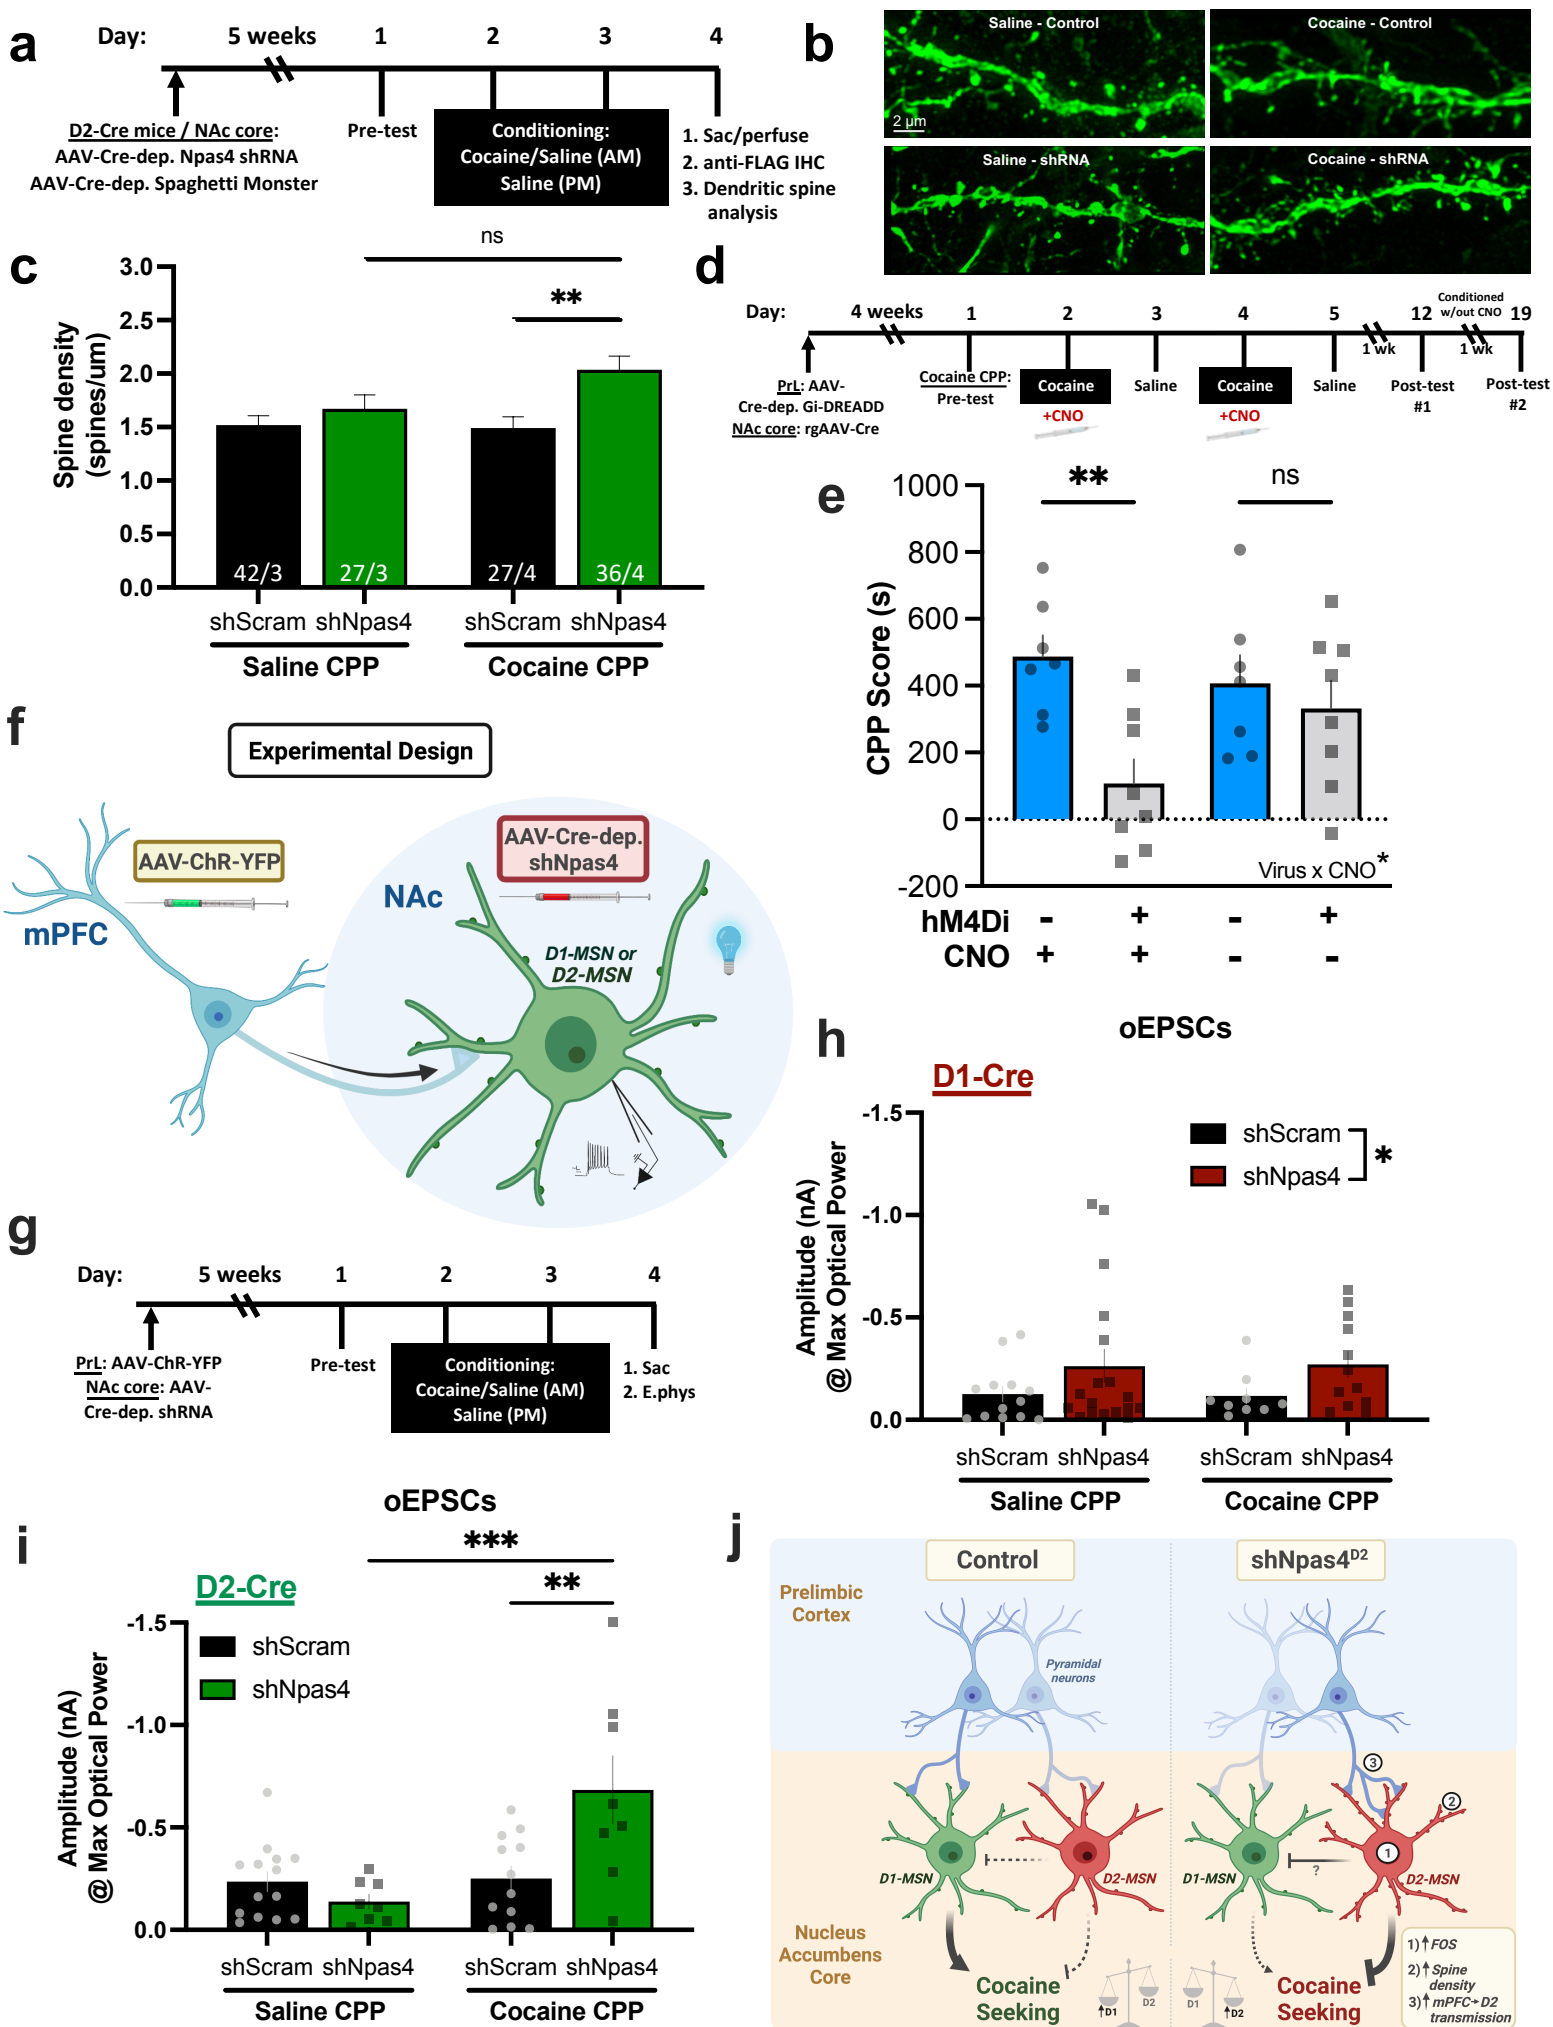 a
Day:
5 weeks
1
2
3
4
D2-Cre mice / NAc core:
AAV-Cre-dep. Npas4 shRNA
AAV-Cre-dep. Spaghetti Monster
Pre-test
Conditioning:
Cocaine/Saline (AM)
Saline (PM)
1. Sac/perfuse
2. anti-FLAG IHC
3. Dendritic spine
analysis
b
Saline - Control
2 μm
Cocaine - Control
Saline - shRNA
Cocaine - shRNA
c
ns
**
3.0
2.5
2.0
1.5
1.0
0.5
0.0
Spine density
(spines/um)
42/3
27/3
27/4
36/4
shScram shNpas4
shScram shNpas4
Saline CPP
Cocaine CPP
d
Day:
4 weeks
1
2
3
4
5
12
Conditioned
w/out CNO
19
1 wk
1 wk
PrL: AAV-
Cre-dep. Gi-DREADD
NAc core: rgAAV-Cre
Cocaine CPP:
Pre-test
Cocaine
+CNO
Saline
Cocaine
+CNO
Saline
Post-test
#1
Post-test
#2
e
**
ns
1000
800
600
400
200
0
-200
CPP Score (s)
Virus x CNO*
hM4Di - + - +
CNO + + - -
f
Experimental Design
AAV-ChR-YFP
mPFC
AAV-Cre-dep.
shNpas4
NAc
D1-MSN or
D2-MSN
g
Day:
5 weeks
1
2
3
4
PrL: AAV-ChR-YFP
NAc core: AAV-
Cre-dep. shRNA
Pre-test
Conditioning:
Cocaine/Saline (AM)
Saline (PM)
1. Sac
2. E.phys
h
oEPSCs
D1-Cre
shScram
shNpas4
*
-1.5
-1.0
-0.5
0.0
Amplitude (nA)
@ Max Optical Power
shScram shNpas4
shScram shNpas4
Saline CPP
Cocaine CPP
i
oEPSCs
***
**
D2-Cre
shScram
shNpas4
-1.5
-1.0
-0.5
0.0
Amplitude (nA)
@ Max Optical Power
shScram shNpas4
shScram shNpas4
Saline CPP
Cocaine CPP
j
Control
shNpas4D2
Prelimbic
Cortex
Pyramidal
neurons
3
2
1
D1-MSN
D2-MSN
D1-MSN
?
D2-MSN
Nucleus
Accumbens
Core
Cocaine
Seeking
↑D1
D2
D1
↑D2
Cocaine
Seeking
1)↑FOS
2)↑Spine
density
3)↑mPFC→D2
transmission